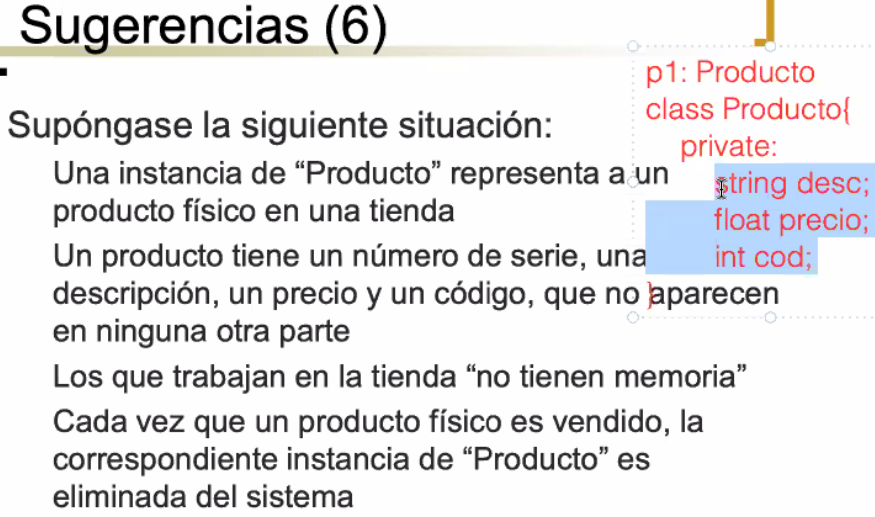 Sugerencias (6)
p1: Producto
class Producto{
private:
string desc;
float precio;
int cod;
}
Supóngase la siguiente situación:
Una instancia de “Producto” representa a un
producto físico en una tienda
Un producto tiene un número de serie, una
descripción, un precio y un código, que no aparecen
en ninguna otra parte
Los que trabajan en la tienda “no tienen memoria”
Cada vez que un producto físico es vendido, la
correspondiente instancia de “Producto” es
eliminada del sistema